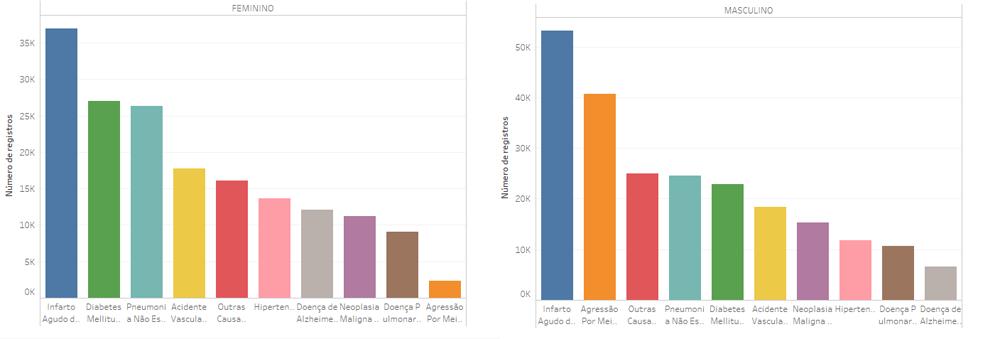 FEMININO
Número de registros
35K
30K
25K
20K
15K
10K
5K
0K
Infarto Diabetes Pneumoni Acidente Outras Hiperten.. Doença de Neoplasia Doença P Agressão
Agudo d.. Mellitu.. a Não Es.. Vascula.. Causa.. Alzheime.. Maligna .. ulmonar.. Por Mei..
MASCULINO
Número de registros
50K
40K
30K
20K
10K
0K
Infarto Agressão Outras Pneumoni Diabetes Acidente Neoplasia Hiperten.. Doença P Doença de
Agudo d.. Por Mei.. Causa.. a Não Es.. Mellitu.. Vascula.. Maligna .. ulmonar.. Alzheime..